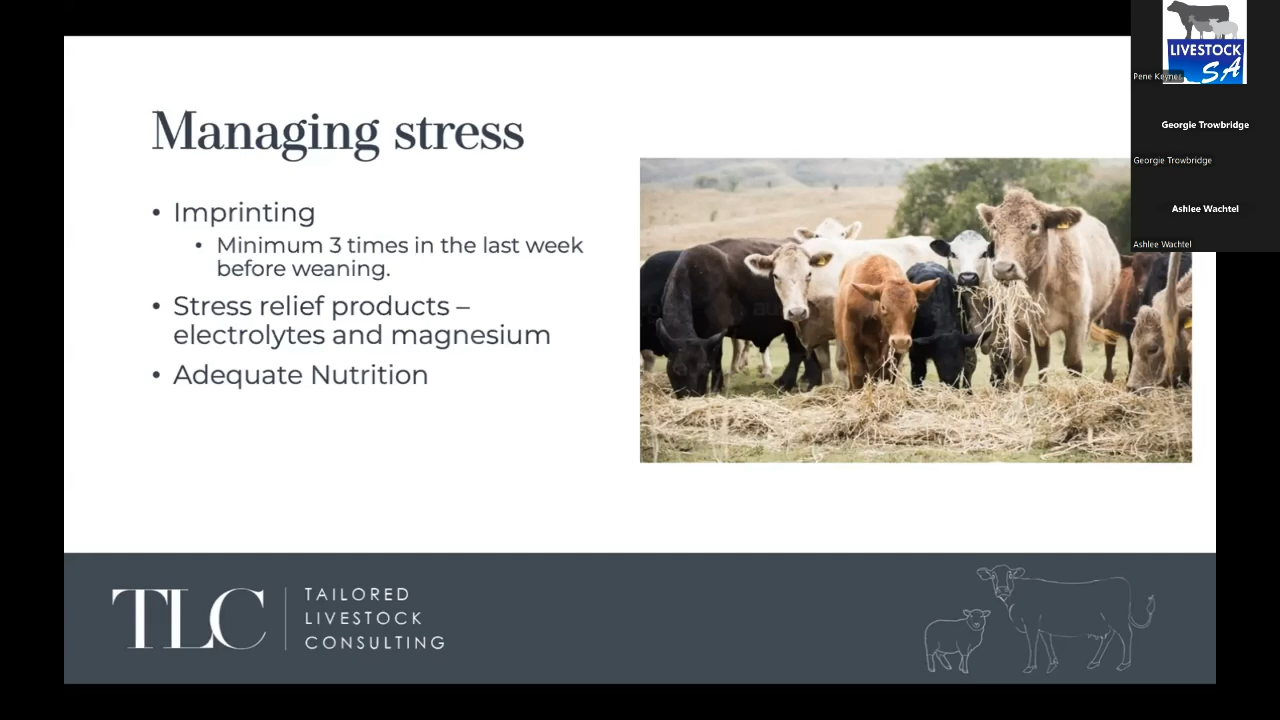 Managing stress
• Imprinting
• Minimum 3 times in the last week
before weaning.
• Stress relief products –
electrolytes and magnesium
• Adequate Nutrition
TLC
TAILORED
LIVESTOCK
CONSULTING
LIVESTOCK
SA
Pene Keynes
Georgie Trowbridge
Georgie Trowbridge
Ashlee Wachtel
Ashlee Wachtel